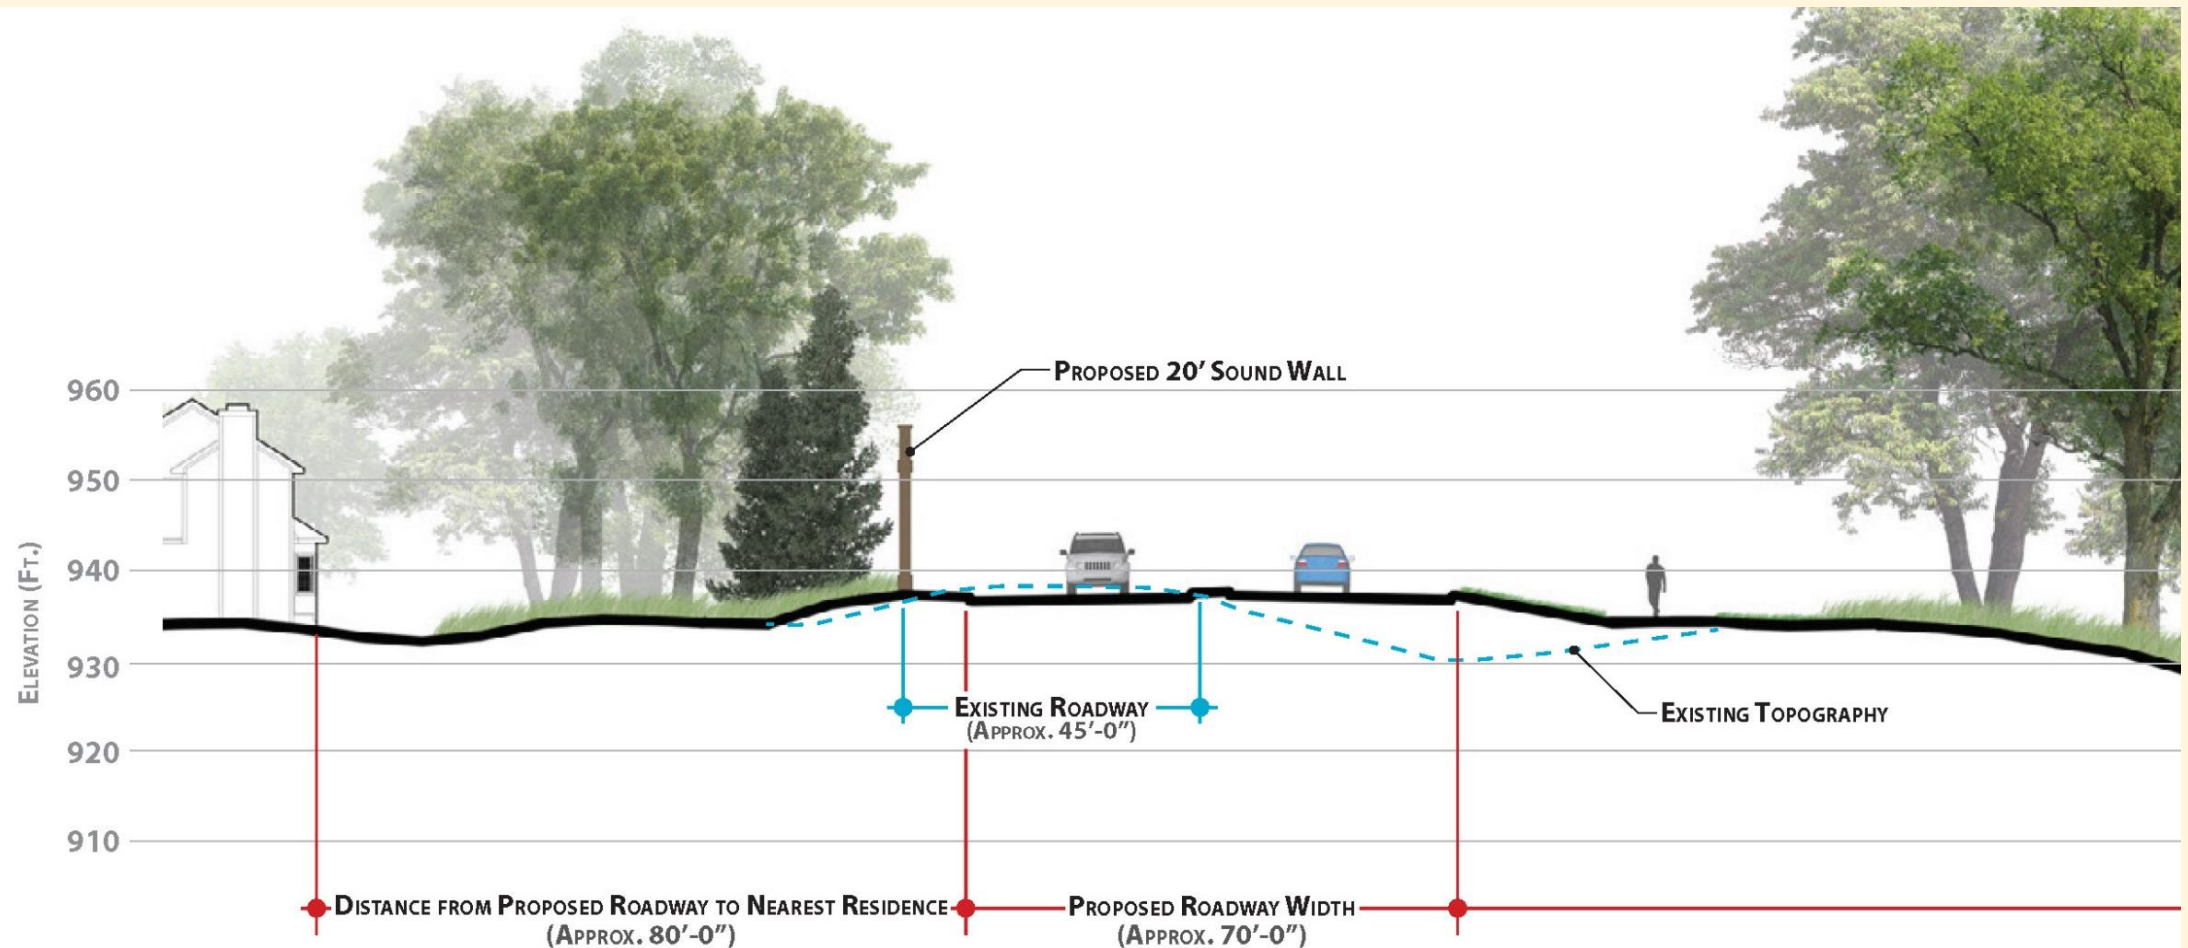 PROPOSED 20' SOUND WALL
960
950
940
930
920
910
ELEVATION (FT.)
EXISTING ROADWAY
(APPROX. 45'-0")
EXISTING TOPOGRAPHY
DISTANCE FROM PROPOSED ROADWAY TO NEAREST RESIDENCE
(APPROX. 80'-0")
PROPOSED ROADWAY WIDTH
(APPROX. 70'-0")